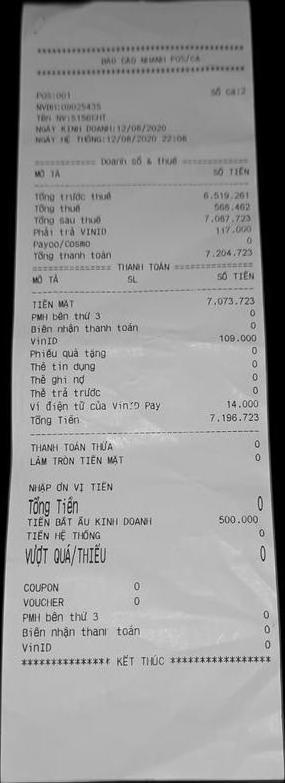 ****************************************
BÁO CÁO NHANH POS/CA
****************************************
POS:001 Số ca:2
NVBH:00025435
TÊN NV:5156CHT
NGÀY KINH DOANH:12/08/2020
NGÀY HỆ THỐNG:12/08/2020 22:06
=========== Doanh số & thuế ===========
MÔ TẢ SỐ TIỀN
Tổng trước thuế 6.519.261
Tổng thuế 568.462
Tổng sau thuế 7.087.723
Phải trả VINID 117.000
Payoo/Cosmo 0
Tổng thanh toán 7.204.723
============== THANH TOÁN ==============
MÔ TẢ SL SỐ TIỀN
TIỀN MẶT 7.073.723
PMH bên thứ 3 0
Biên nhận thanh toán 0
VinID 109.000
Phiếu quà tặng 0
Thẻ tín dụng 0
Thẻ ghi nợ 0
Thẻ trả trước 0
Ví điện tử của VinID Pay 14.000
Tổng Tiền 7.196.723
THANH TOÁN THỪA 0
LÀM TRÒN TIỀN MẶT 0
NHẬP ƠN VỊ TIỀN
Tổng Tiền 0
TIỀN BẮT ẦU KINH DOANH 500.000
TIỀN HỆ THỐNG 0
VƯỢT QUÁ/THIẾU 0
COUPON 0
VOUCHER 0
PMH bên thứ 3 0
Biên nhận thanh toán 0
VinID 0
*************** KẾT THÚC *****************